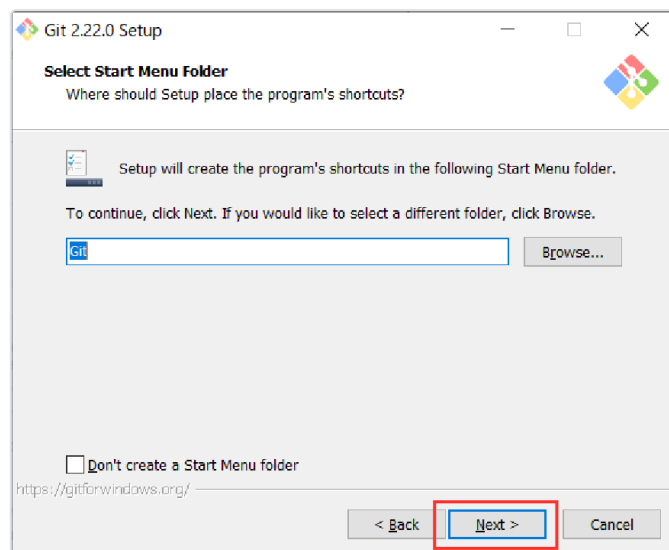 Git 2.22.0 Setup
Select Start Menu Folder
Where should Setup place the program's shortcuts?
Setup will create the program's shortcuts in the following Start Menu folder.
To continue, click Next. If you would like to select a different folder, click Browse.
Git
Browse...
Don't create a Start Menu folder
https://gitforwindows.org/
< Back
Next >
Cancel